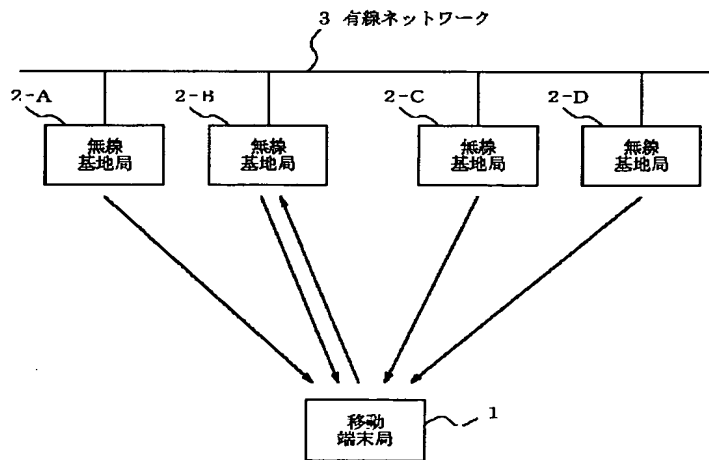 3 有線ネットワーク
2-A
2-B
2-C
2-D
無線
基地局
無線
基地局
無線
基地局
無線
基地局
移動
端末局
1